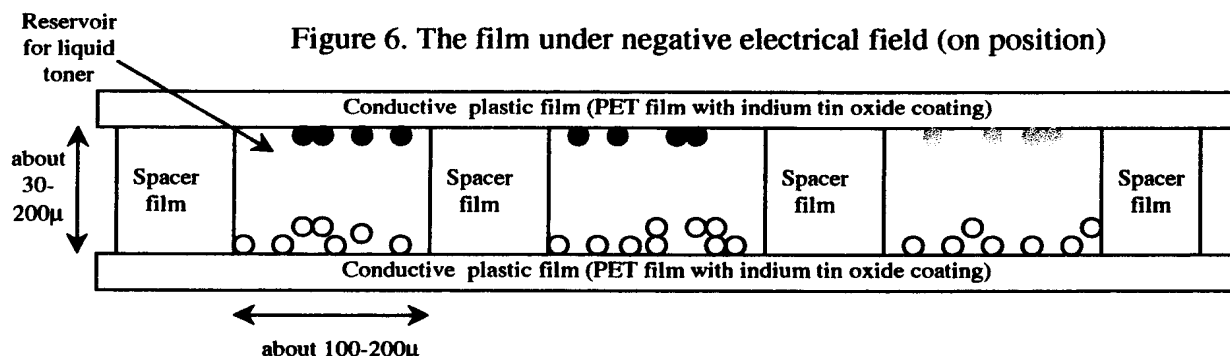 Reservoir
for liquid
toner
Figure 6. The film under negative electrical field (on position)
Conductive plastic film (PET film with indium tin oxide coating)
about
30-
200μ
Spacer
film
Spacer
film
Spacer
film
Spacer
film
Conductive plastic film (PET film with indium tin oxide coating)
about 100-200μ